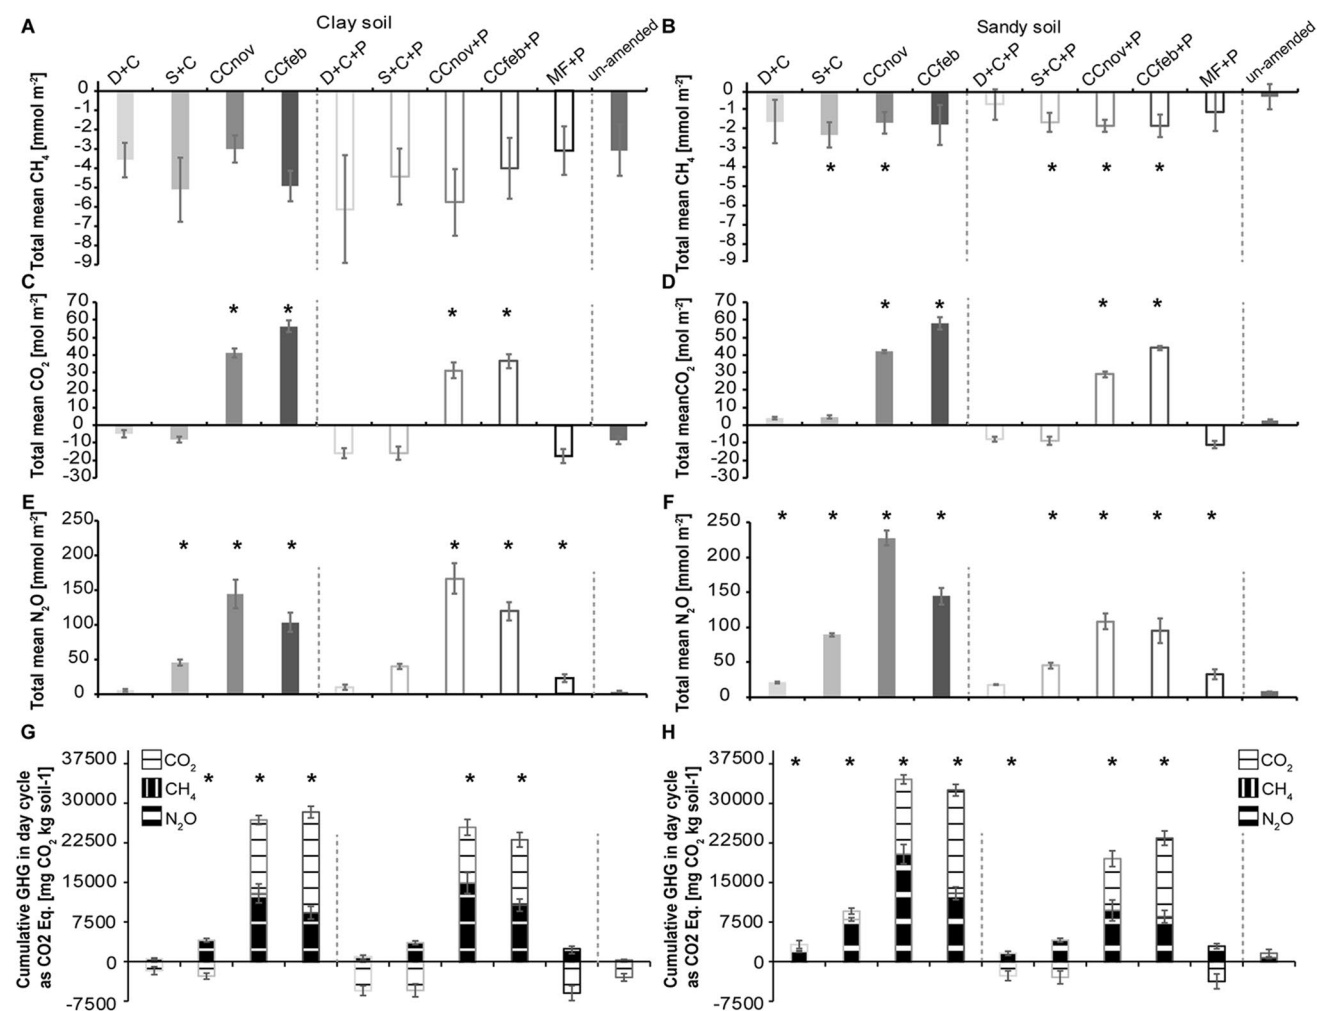 A
Clay soil
D+C
S+C
CCnov
CCfeb
D+C+P
S+C+P
CCnov+P
CCfeb+P
MF+P
un-amended
Total mean CH4 [mmol m-2]
0
-1
-2
-3
-4
-5
-6
-7
-8
-9
B
Sandy soil
D+C
S+C
CCnov
CCfeb
D+C+P
S+C+P
CCnov+P
CCfeb+P
MF+P
un-amended
Total mean CH4 [mmol m-2]
0
-1
-2
-3
-4
-5
-6
-7
-8
-9
* * * * *
C
Total mean CO2 [mol m-2]
70
60
50
40
30
20
10
0
-10
-20
-30
* * * *
D
Total meanCO2 [mol m-2]
70
60
50
40
30
20
10
0
-10
-20
-30
* * * *
E
Total mean N2O [mmol m-2]
250
200
150
100
50
0
* * * * * *
F
Total mean N2O [mmol m-2]
250
200
150
100
50
0
* * * * * * * *
G
Cumulative GHG in day cycle
as CO2 Eq. [mg CO2 kg soil-1]
37500
30000
22500
15000
7500
0
-7500
CO2
CH4
N2O
* * * * *
H
Cumulative GHG in day cycle
as CO2 Eq. [mg CO2 kg soil-1]
37500
30000
22500
15000
7500
0
-7500
* * * * * * *
CO2
CH4
N2O